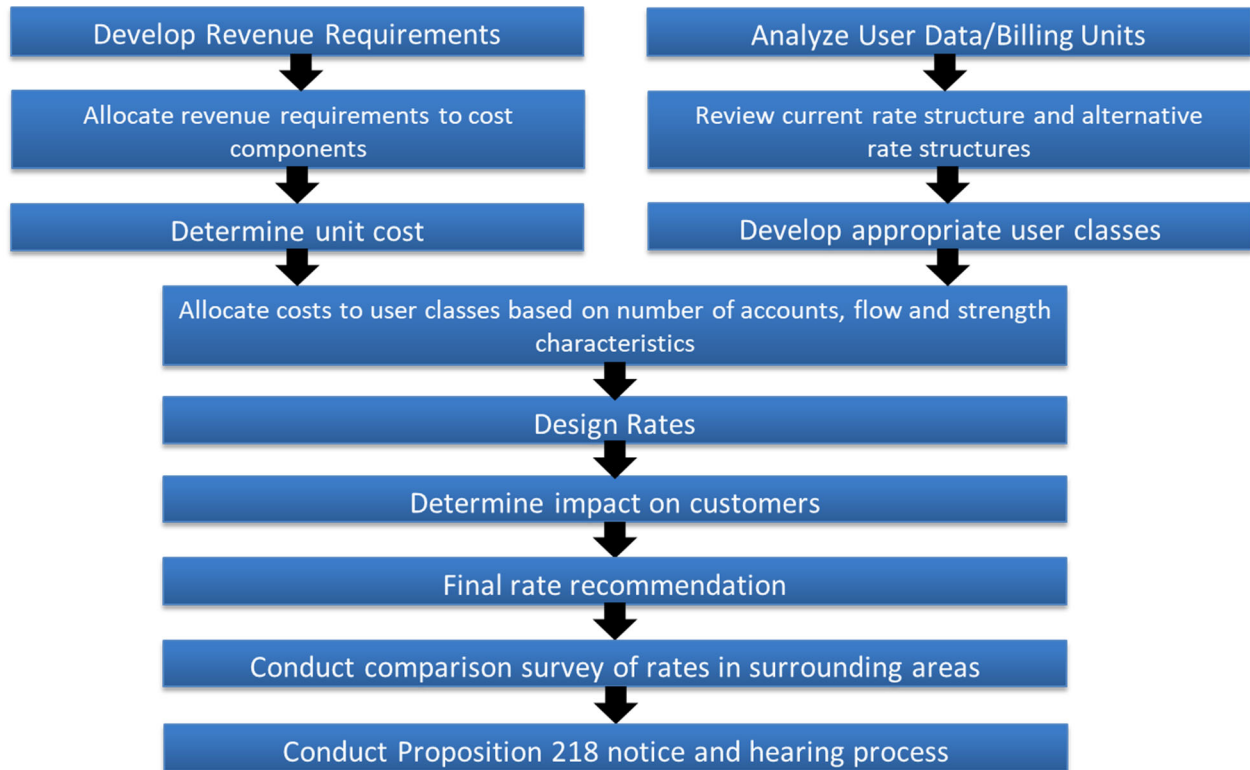 Develop Revenue Requirements
Allocate revenue requirements to cost
components
Determine unit cost
Analyze User Data/Billing Units
Review current rate structure and alternative
rate structures
Develop appropriate user classes
Allocate costs to user classes based on number of accounts, flow and strength
characteristics
Design Rates
Determine impact on customers
Final rate recommendation
Conduct comparison survey of rates in surrounding areas
Conduct Proposition 218 notice and hearing process